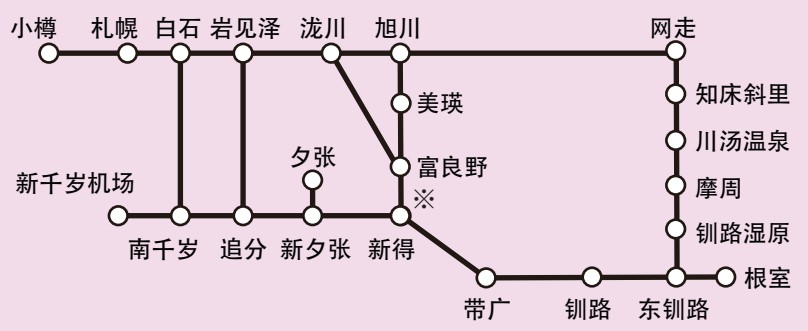 小樽 札幌 白石 岩见泽 泷川 旭川 网走
知床斜里
美瑛
川汤温泉
夕张
富良野
新千岁机场
摩周
※
钏路湿原
南千岁 追分 新夕张 新得
根室
带广 钏路 东钏路